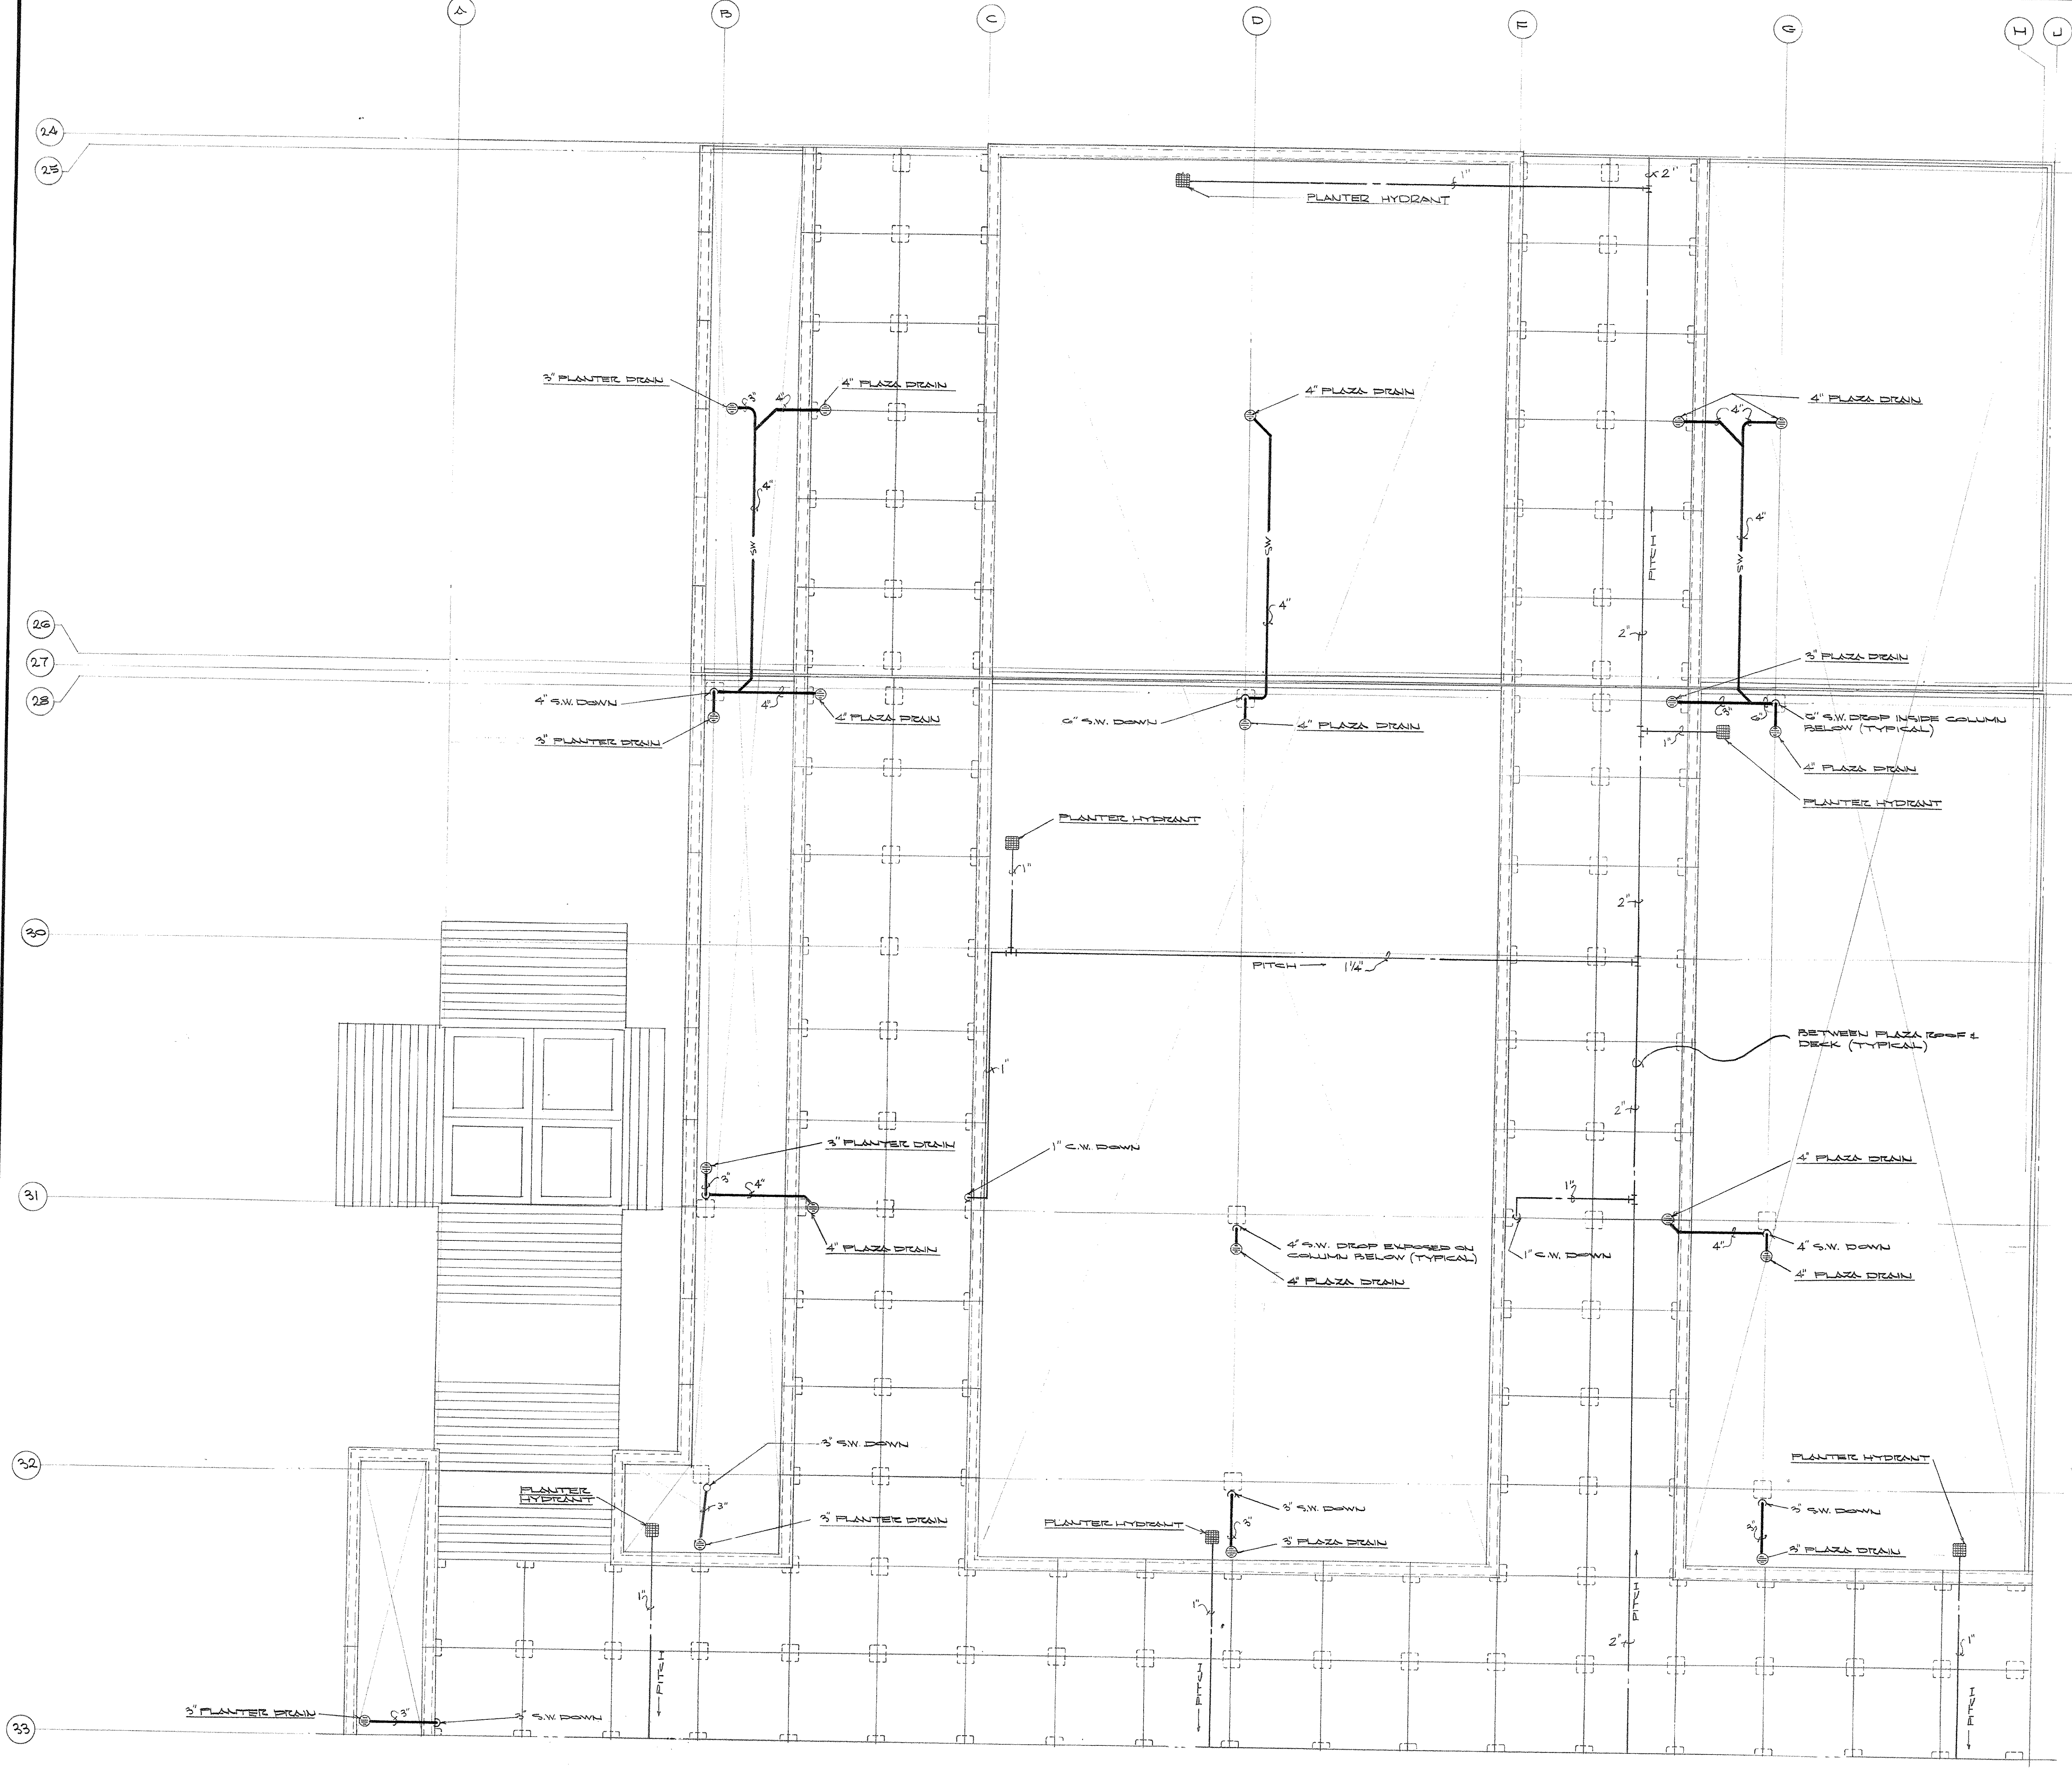 A
B
C
D
F
G
H
J
24
25
2"
1"
PLANTER HYDRANT
3" PLANTER DRAIN
3"
4"
4" PLAZA DRAIN
4" PLAZA DRAIN
4" PLAZA DRAIN
4"
4"
SW
4"
SW
4"
SW
PITCH
2"
26
27
28
4" S.W. DOWN
4"
4" PLAZA DRAIN
3" PLANTER DRAIN
6" S.W. DOWN
4" PLAZA DRAIN
3" PLAZA DRAIN
3"
6"
6" S.W. DROP INSIDE COLUMN
BELOW (TYPICAL)
1"
4" PLAZA DRAIN
PLANTER HYDRANT
PLANTER HYDRANT
1"
2"
30
PITCH
1 1/4"
BETWEEN PLAZA ROOF &
DECK (TYPICAL)
1"
2"
3" PLANTER DRAIN
1" C.W. DOWN
4" PLAZA DRAIN
31
3"
4"
1"
4" PLAZA DRAIN
4" S.W. DROP EXPOSED ON
COLUMN BELOW (TYPICAL)
4" PLAZA DRAIN
1" C.W. DOWN
4"
4" S.W. DOWN
4" PLAZA DRAIN
32
3" S.W. DOWN
PLANTER
HYDRANT
3"
3" PLANTER DRAIN
PLANTER HYDRANT
3" S.W. DOWN
3"
3" PLAZA DRAIN
PLANTER HYDRANT
3" S.W. DOWN
3"
3" PLAZA DRAIN
1"
PITCH
1"
PITCH
PITCH
2"
1"
PITCH
33
3" PLANTER DRAIN
3"
3" S.W. DOWN